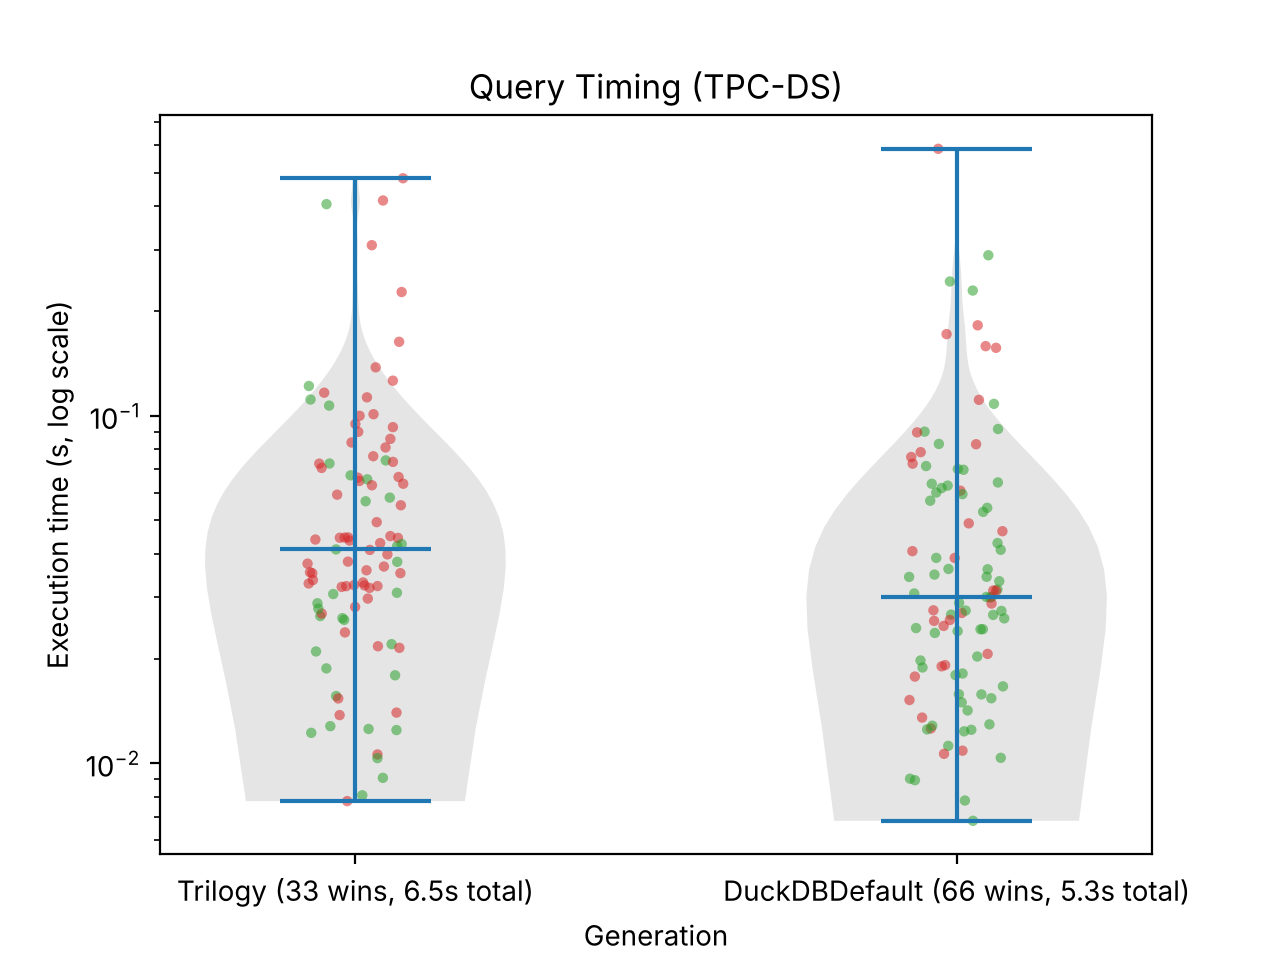 Query Timing (TPC-DS)
Execution time (s, log scale)
10⁻¹
10⁻²
Trilogy (33 wins, 6.5s total)
DuckDBDefault (66 wins, 5.3s total)
Generation